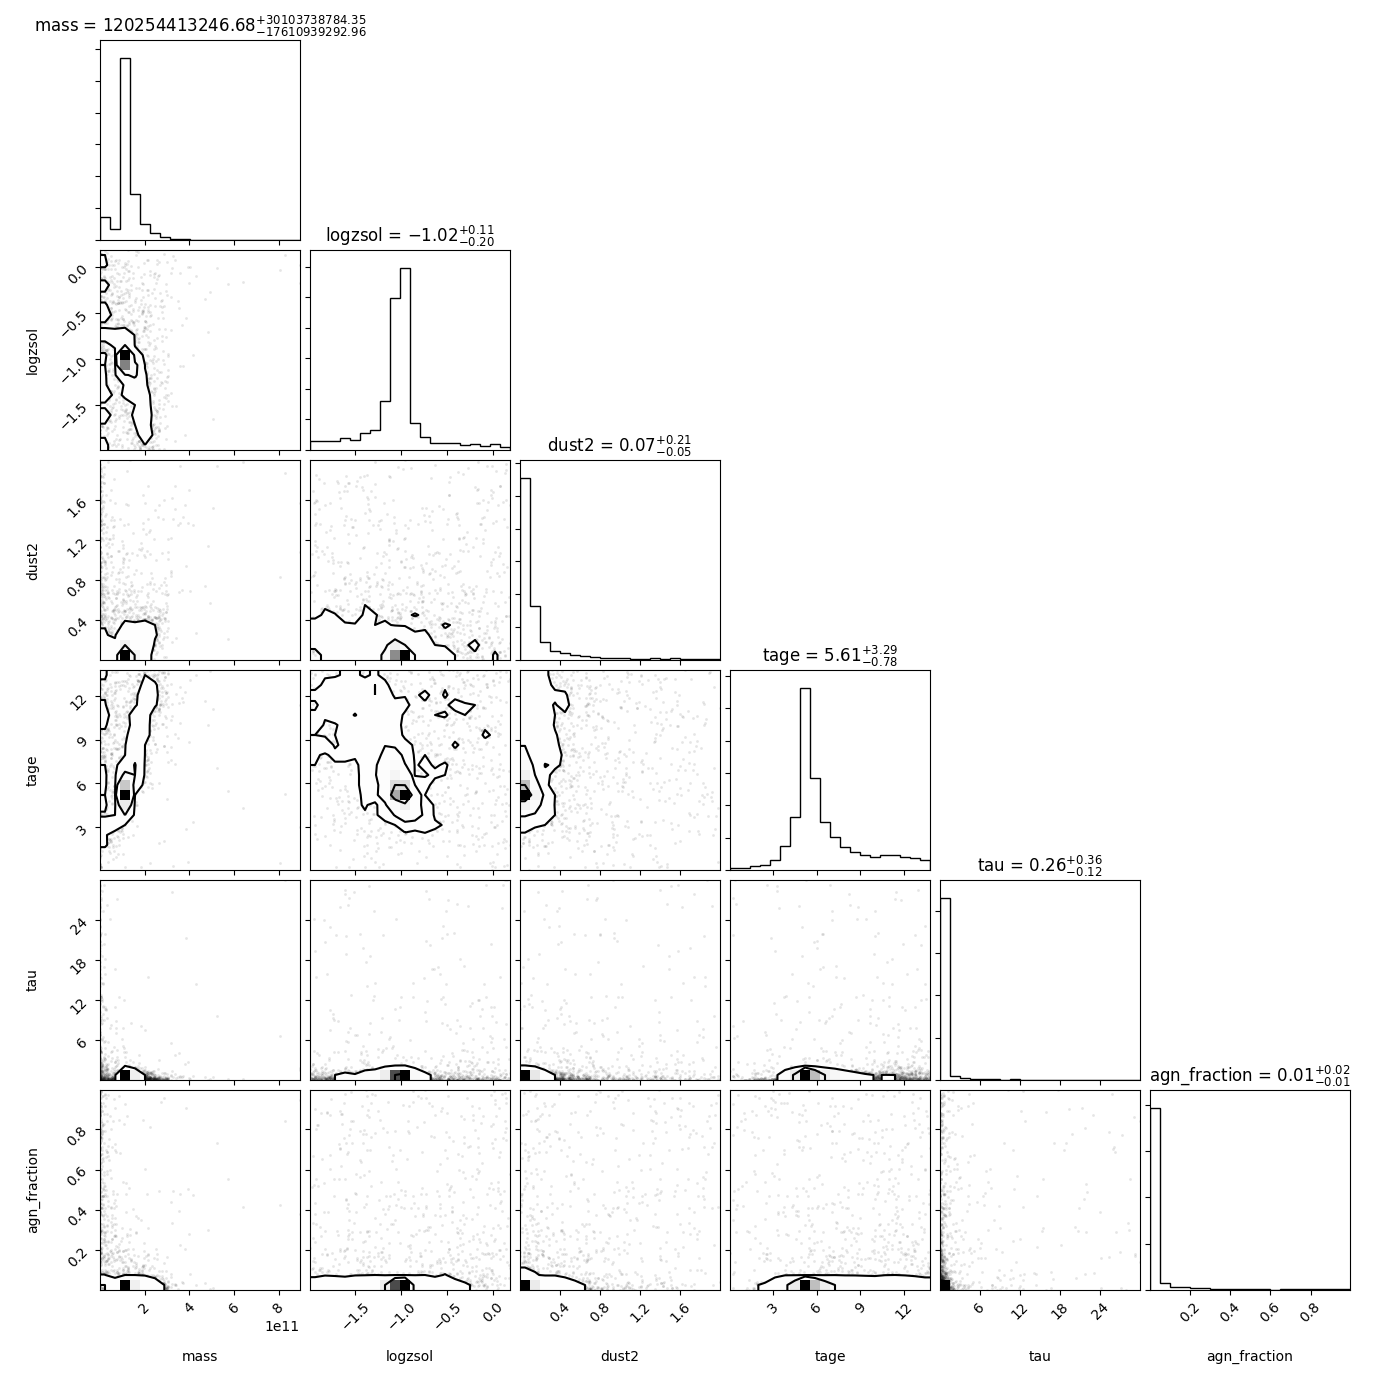 mass = 120254413246.68+30103738784.35−17610939292.96
logzsol = −1.02+0.11−0.20
logzsol
0.0
−0.5
−1.0
−1.5
dust2 = 0.07+0.21−0.05
dust2
1.6
1.2
0.8
0.4
tage = 5.61+3.29−0.78
tage
12
9
6
3
tau = 0.26+0.36−0.12
tau
24
18
12
6
agn_fraction = 0.01+0.02−0.01
agn_fraction
0.8
0.6
0.4
0.2
2 4 6 8
1e11
−1.5 −1.0 −0.5 0.0
0.4 0.8 1.2 1.6
3 6 9 12
6 12 18 24
0.2 0.4 0.6 0.8
mass logzsol dust2 tage tau agn_fraction